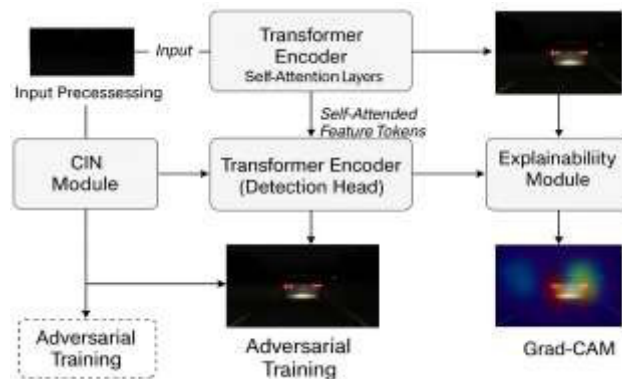 Input
Transformer
Encoder
Self-Attention Layers
Input Precessessing
Self-Attended
Feature Tokens
CIN
Module
Transformer Encoder
(Detection Head)
Explainabiliity
Module
Adversarial
Training
Adversarial
Training
Grad-CAM